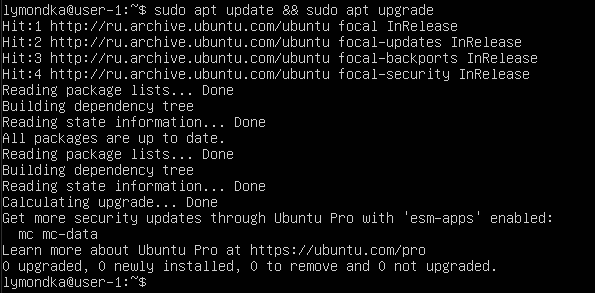 lymondka@user-1:~$ sudo apt update && sudo apt upgrade
Hit:1 http://ru.archive.ubuntu.com/ubuntu focal InRelease
Hit:2 http://ru.archive.ubuntu.com/ubuntu focal-updates InRelease
Hit:3 http://ru.archive.ubuntu.com/ubuntu focal-backports InRelease
Hit:4 http://ru.archive.ubuntu.com/ubuntu focal-security InRelease
Reading package lists... Done
Building dependency tree
Reading state information... Done
All packages are up to date.
Reading package lists... Done
Building dependency tree
Reading state information... Done
Calculating upgrade... Done
Get more security updates through Ubuntu Pro with 'esm-apps' enabled:
  mc mc-data
Learn more about Ubuntu Pro at https://ubuntu.com/pro
0 upgraded, 0 newly installed, 0 to remove and 0 not upgraded.
lymondka@user-1:~$